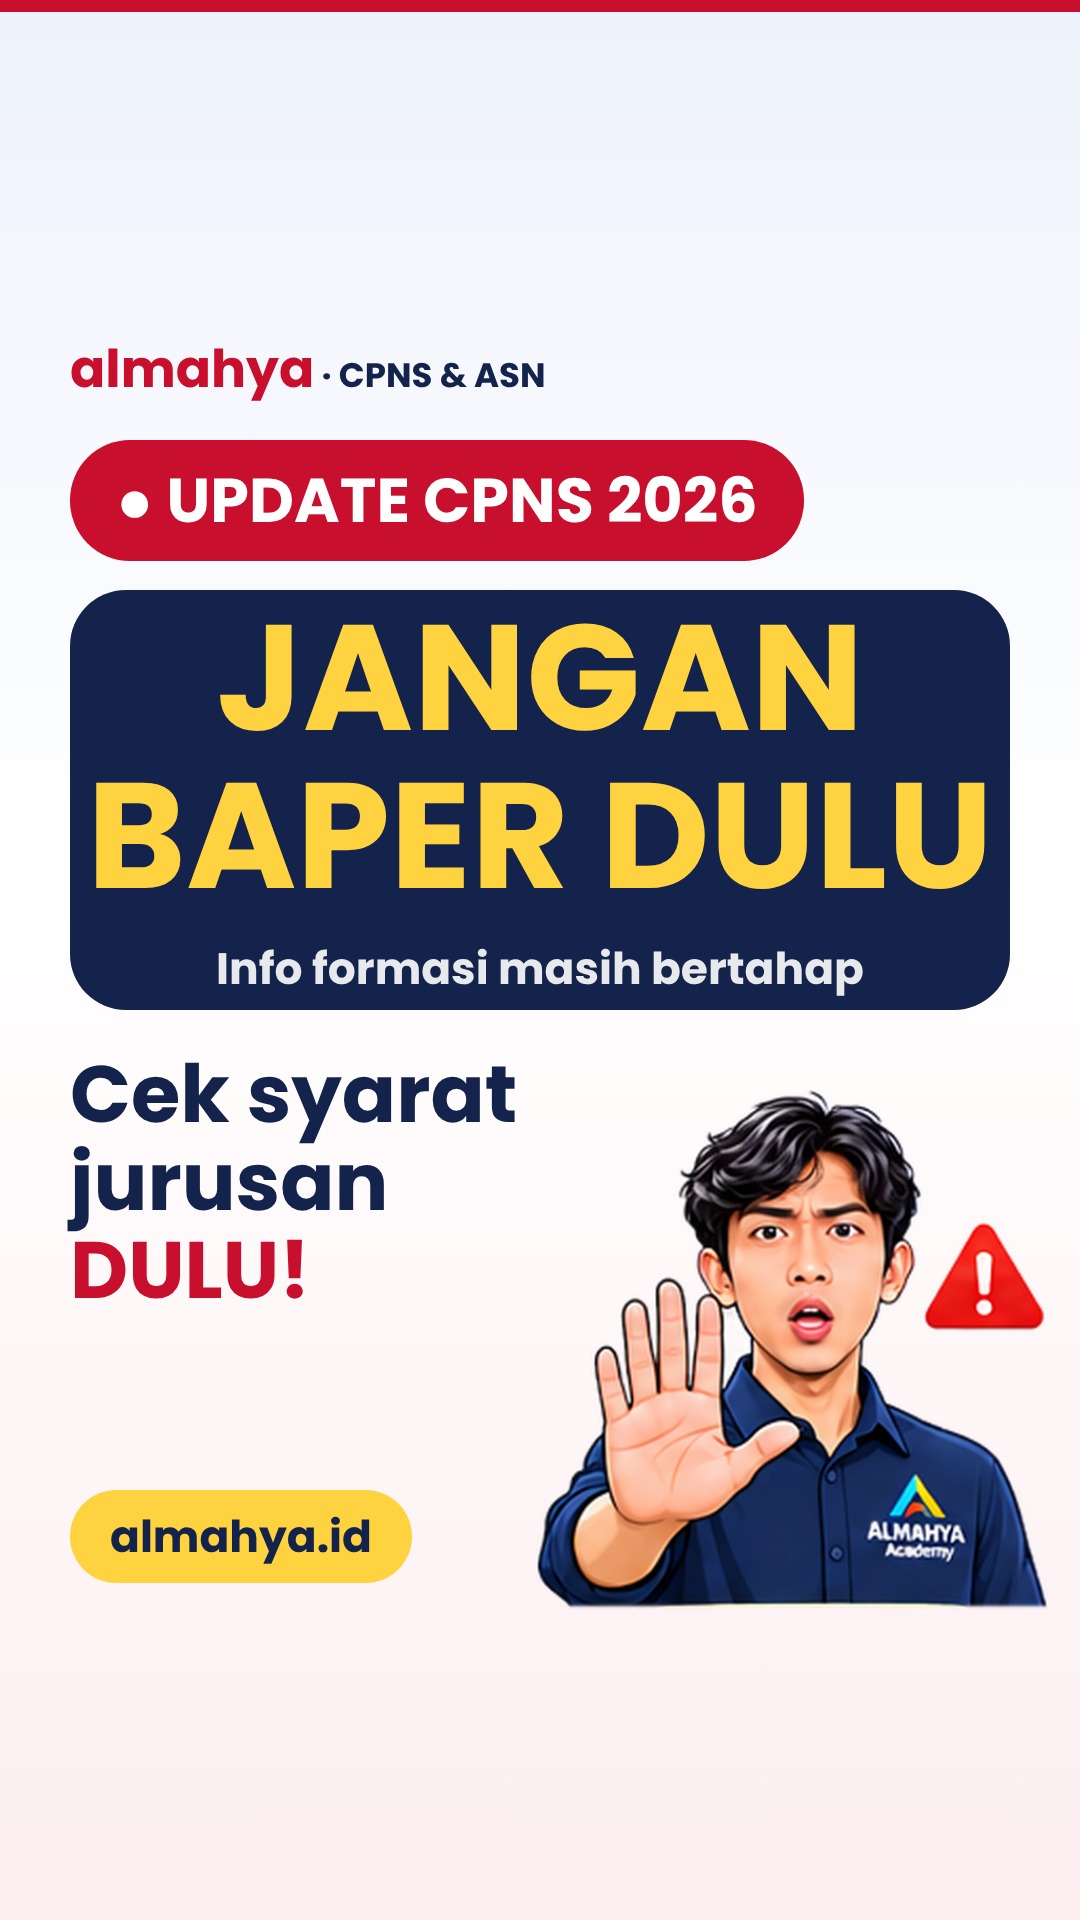 almahya · CPNS & ASN
● UPDATE CPNS 2026
JANGAN
BAPER DULU
Info formasi masih bertahap
Cek syarat
jurusan
DULU!
almahya.id
ALMAHYA
Academy